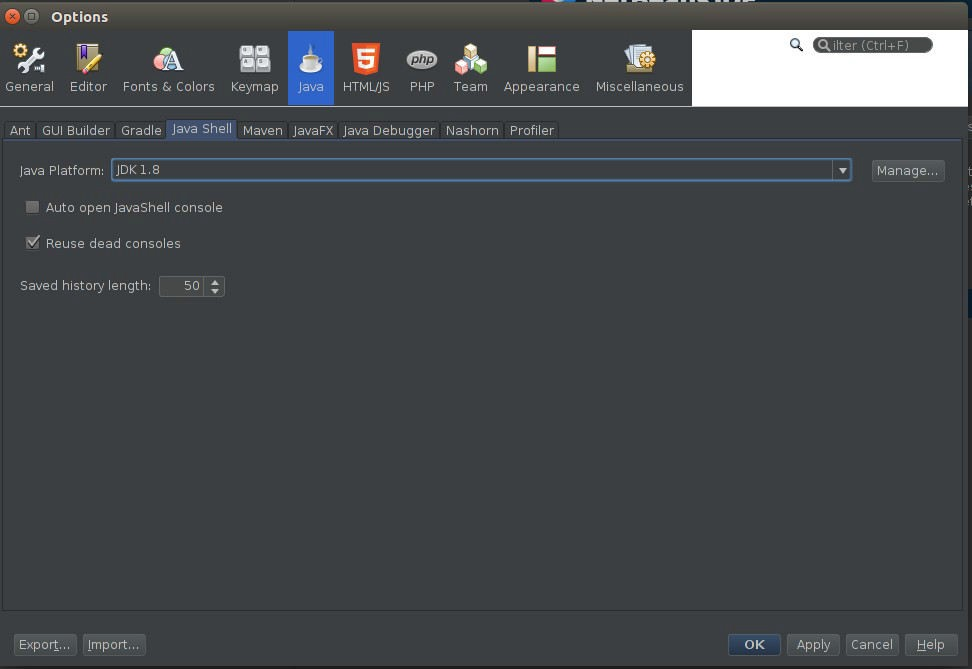 Options
General Editor Fonts & Colors Keymap Java HTML/JS PHP Team Appearance Miscellaneous
ilter (Ctrl+F)
Ant GUI Builder Gradle Java Shell Maven JavaFX Java Debugger Nashorn Profiler
Java Platform: JDK 1.8 Manage...
Auto open JavaShell console
Reuse dead consoles
Saved history length: 50
Export... Import... OK Apply Cancel Help